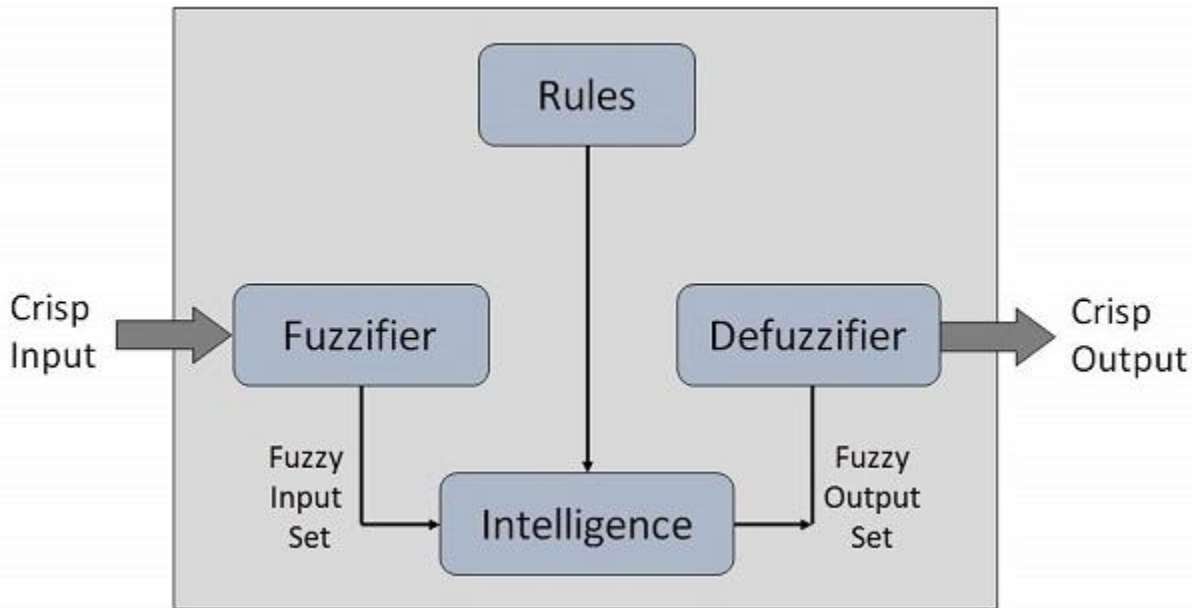 Rules
Crisp
Input
Fuzzifier
Defuzzifier
Crisp
Output
Fuzzy
Input
Set
Intelligence
Fuzzy
Output
Set